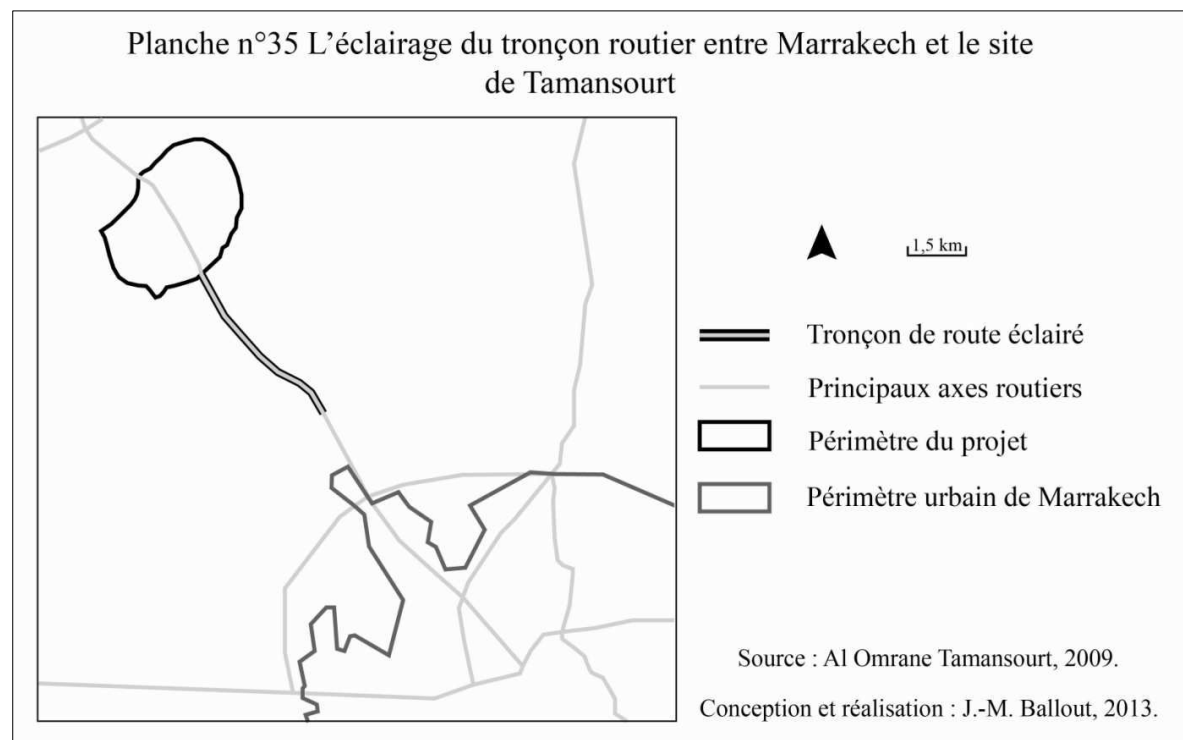 Planche n°35 L’éclairage du tronçon routier entre Marrakech et le site
de Tamansourt
1,5 km
Tronçon de route éclairé
Principaux axes routiers
Périmètre du projet
Périmètre urbain de Marrakech
Source : Al Omrane Tamansourt, 2009.
Conception et réalisation : J.-M. Ballout, 2013.